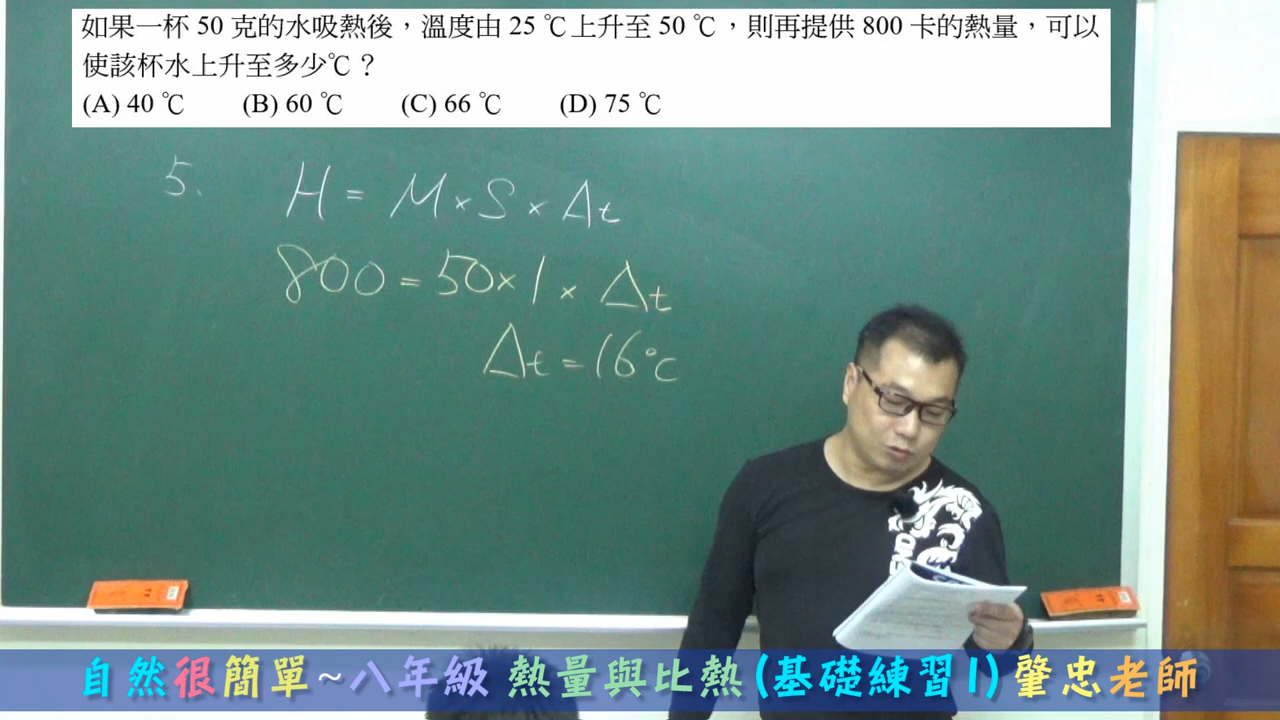 如果一杯 50 克的水吸熱後，溫度由 25 ℃上升至 50 ℃，則再提供 800 卡的熱量，可以
使該杯水上升至多少℃？
(A) 40 ℃ (B) 60 ℃ (C) 66 ℃ (D) 75 ℃
5. H = M × S × Δt
800 = 50 × 1 × Δt
Δt = 16℃
自然很簡單~八年級 熱量與比熱(基礎練習1) 肇忠老師